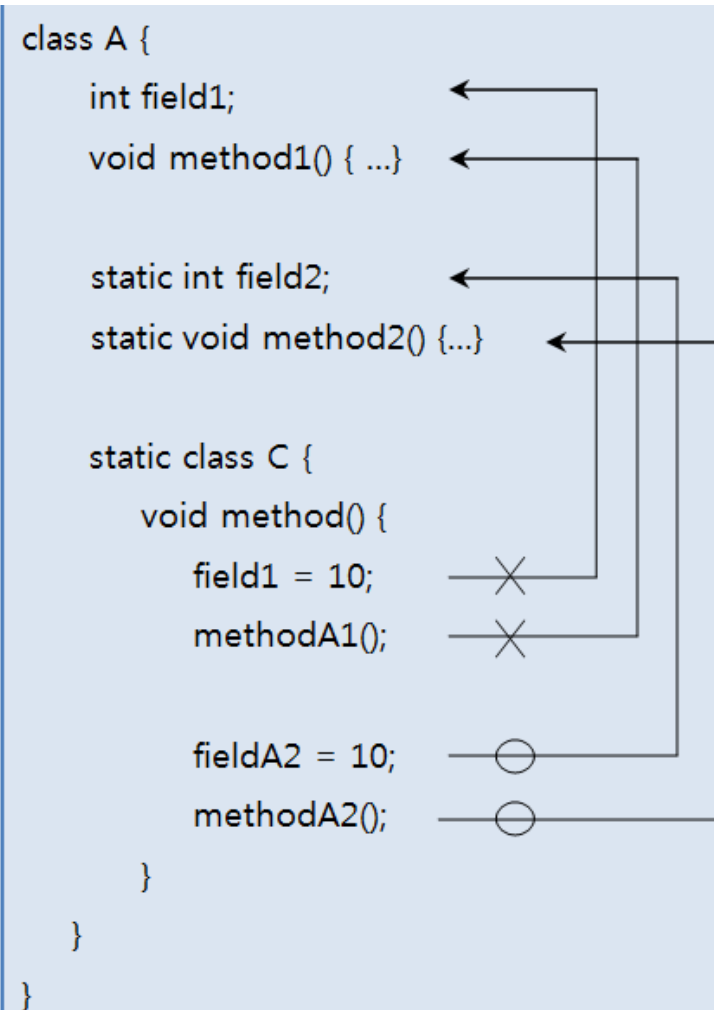 class A {
int field1;
void method1() { ...}
static int field2;
static void method2() {...}
static class C {
void method() {
field1 = 10;
methodA1();
fieldA2 = 10;
methodA2();
}
}
}